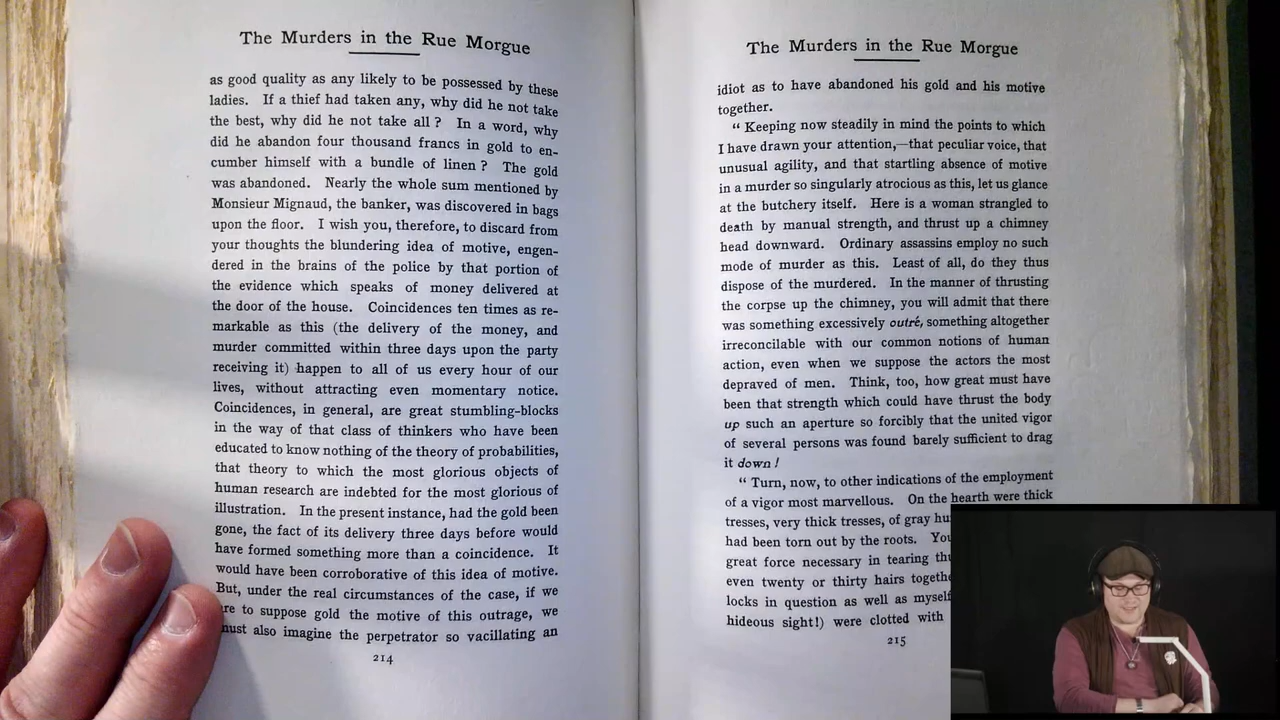 The Murders in the Rue Morgue
as good quality as any likely to be possessed by these
ladies. If a thief had taken any, why did he not take
the best, why did he not take all? In a word, why
did he abandon four thousand francs in gold to en-
cumber himself with a bundle of linen? The gold
was abandoned. Nearly the whole sum mentioned by
Monsieur Mignaud, the banker, was discovered in bags
upon the floor. I wish you, therefore, to discard from
your thoughts the blundering idea of motive, engen-
dered in the brains of the police by that portion of
the evidence which speaks of money delivered at
the door of the house. Coincidences ten times as re-
markable as this (the delivery of the money, and
murder committed within three days upon the party
receiving it) happen to all of us every hour of our
lives, without attracting even momentary notice.
Coincidences, in general, are great stumbling-blocks
in the way of that class of thinkers who have been
educated to know nothing of the theory of probabilities,
that theory to which the most glorious objects of
human research are indebted for the most glorious of
illustration. In the present instance, had the gold been
gone, the fact of its delivery three days before would
have formed something more than a coincidence. It
would have been corroborative of this idea of motive.
But, under the real circumstances of the case, if we
are to suppose gold the motive of this outrage, we
must also imagine the perpetrator so vacillating an
214
The Murders in the Rue Morgue
idiot as to have abandoned his gold and his motive
together.
“ Keeping now steadily in mind the points to which
I have drawn your attention,—that peculiar voice, that
unusual agility, and that startling absence of motive
in a murder so singularly atrocious as this, let us glance
at the butchery itself. Here is a woman strangled to
death by manual strength, and thrust up a chimney
head downward. Ordinary assassins employ no such
mode of murder as this. Least of all, do they thus
dispose of the murdered. In the manner of thrusting
the corpse up the chimney, you will admit that there
was something excessively outré, something altogether
irreconcilable with our common notions of human
action, even when we suppose the actors the most
depraved of men. Think, too, how great must have
been that strength which could have thrust the body
up such an aperture so forcibly that the united vigor
of several persons was found barely sufficient to drag
it down!
“ Turn, now, to other indications of the employment
of a vigor most marvellous. On the hearth were thick
tresses, very thick tresses, of gray
had been torn out by the roots.
great force necessary in tearing
even twenty or thirty hairs
locks in question as well as myself
hideous sight!) were clotted with
215